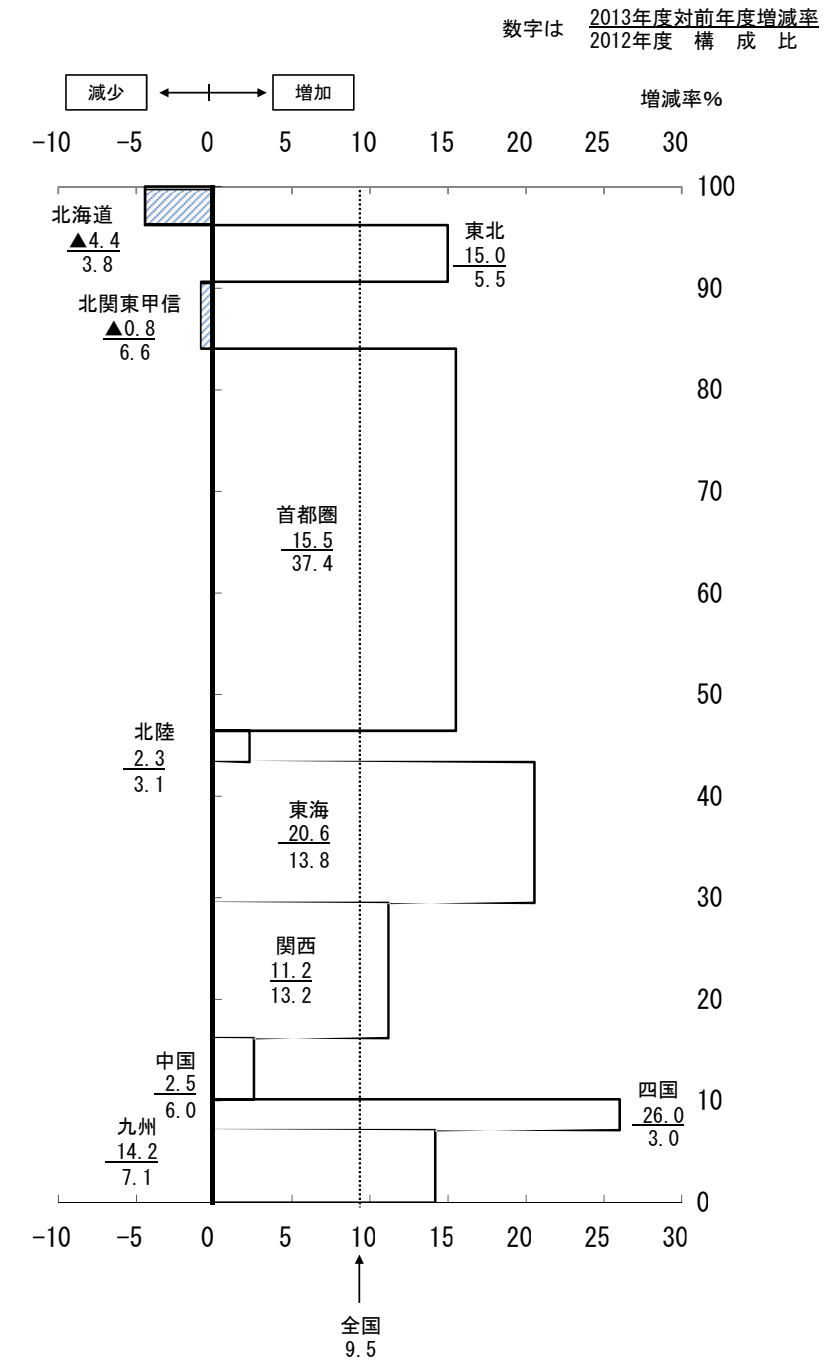 数字は
2013年度対前年度増減率
2012年度 構 成 比
減少
増加
増減率%
-10 -5 0 5 10 15 20 25 30
100
北海道
▲4.4
3.8
東北
15.0
5.5
90
北関東甲信
▲0.8
6.6
80
70
首都圏
15.5
37.4
60
50
北陸
2.3
3.1
40
東海
20.6
13.8
30
関西
11.2
13.2
20
中国
2.5
6.0
10
四国
26.0
3.0
九州
14.2
7.1
0
-10 -5 0 5 10 15 20 25 30
全国
9.5